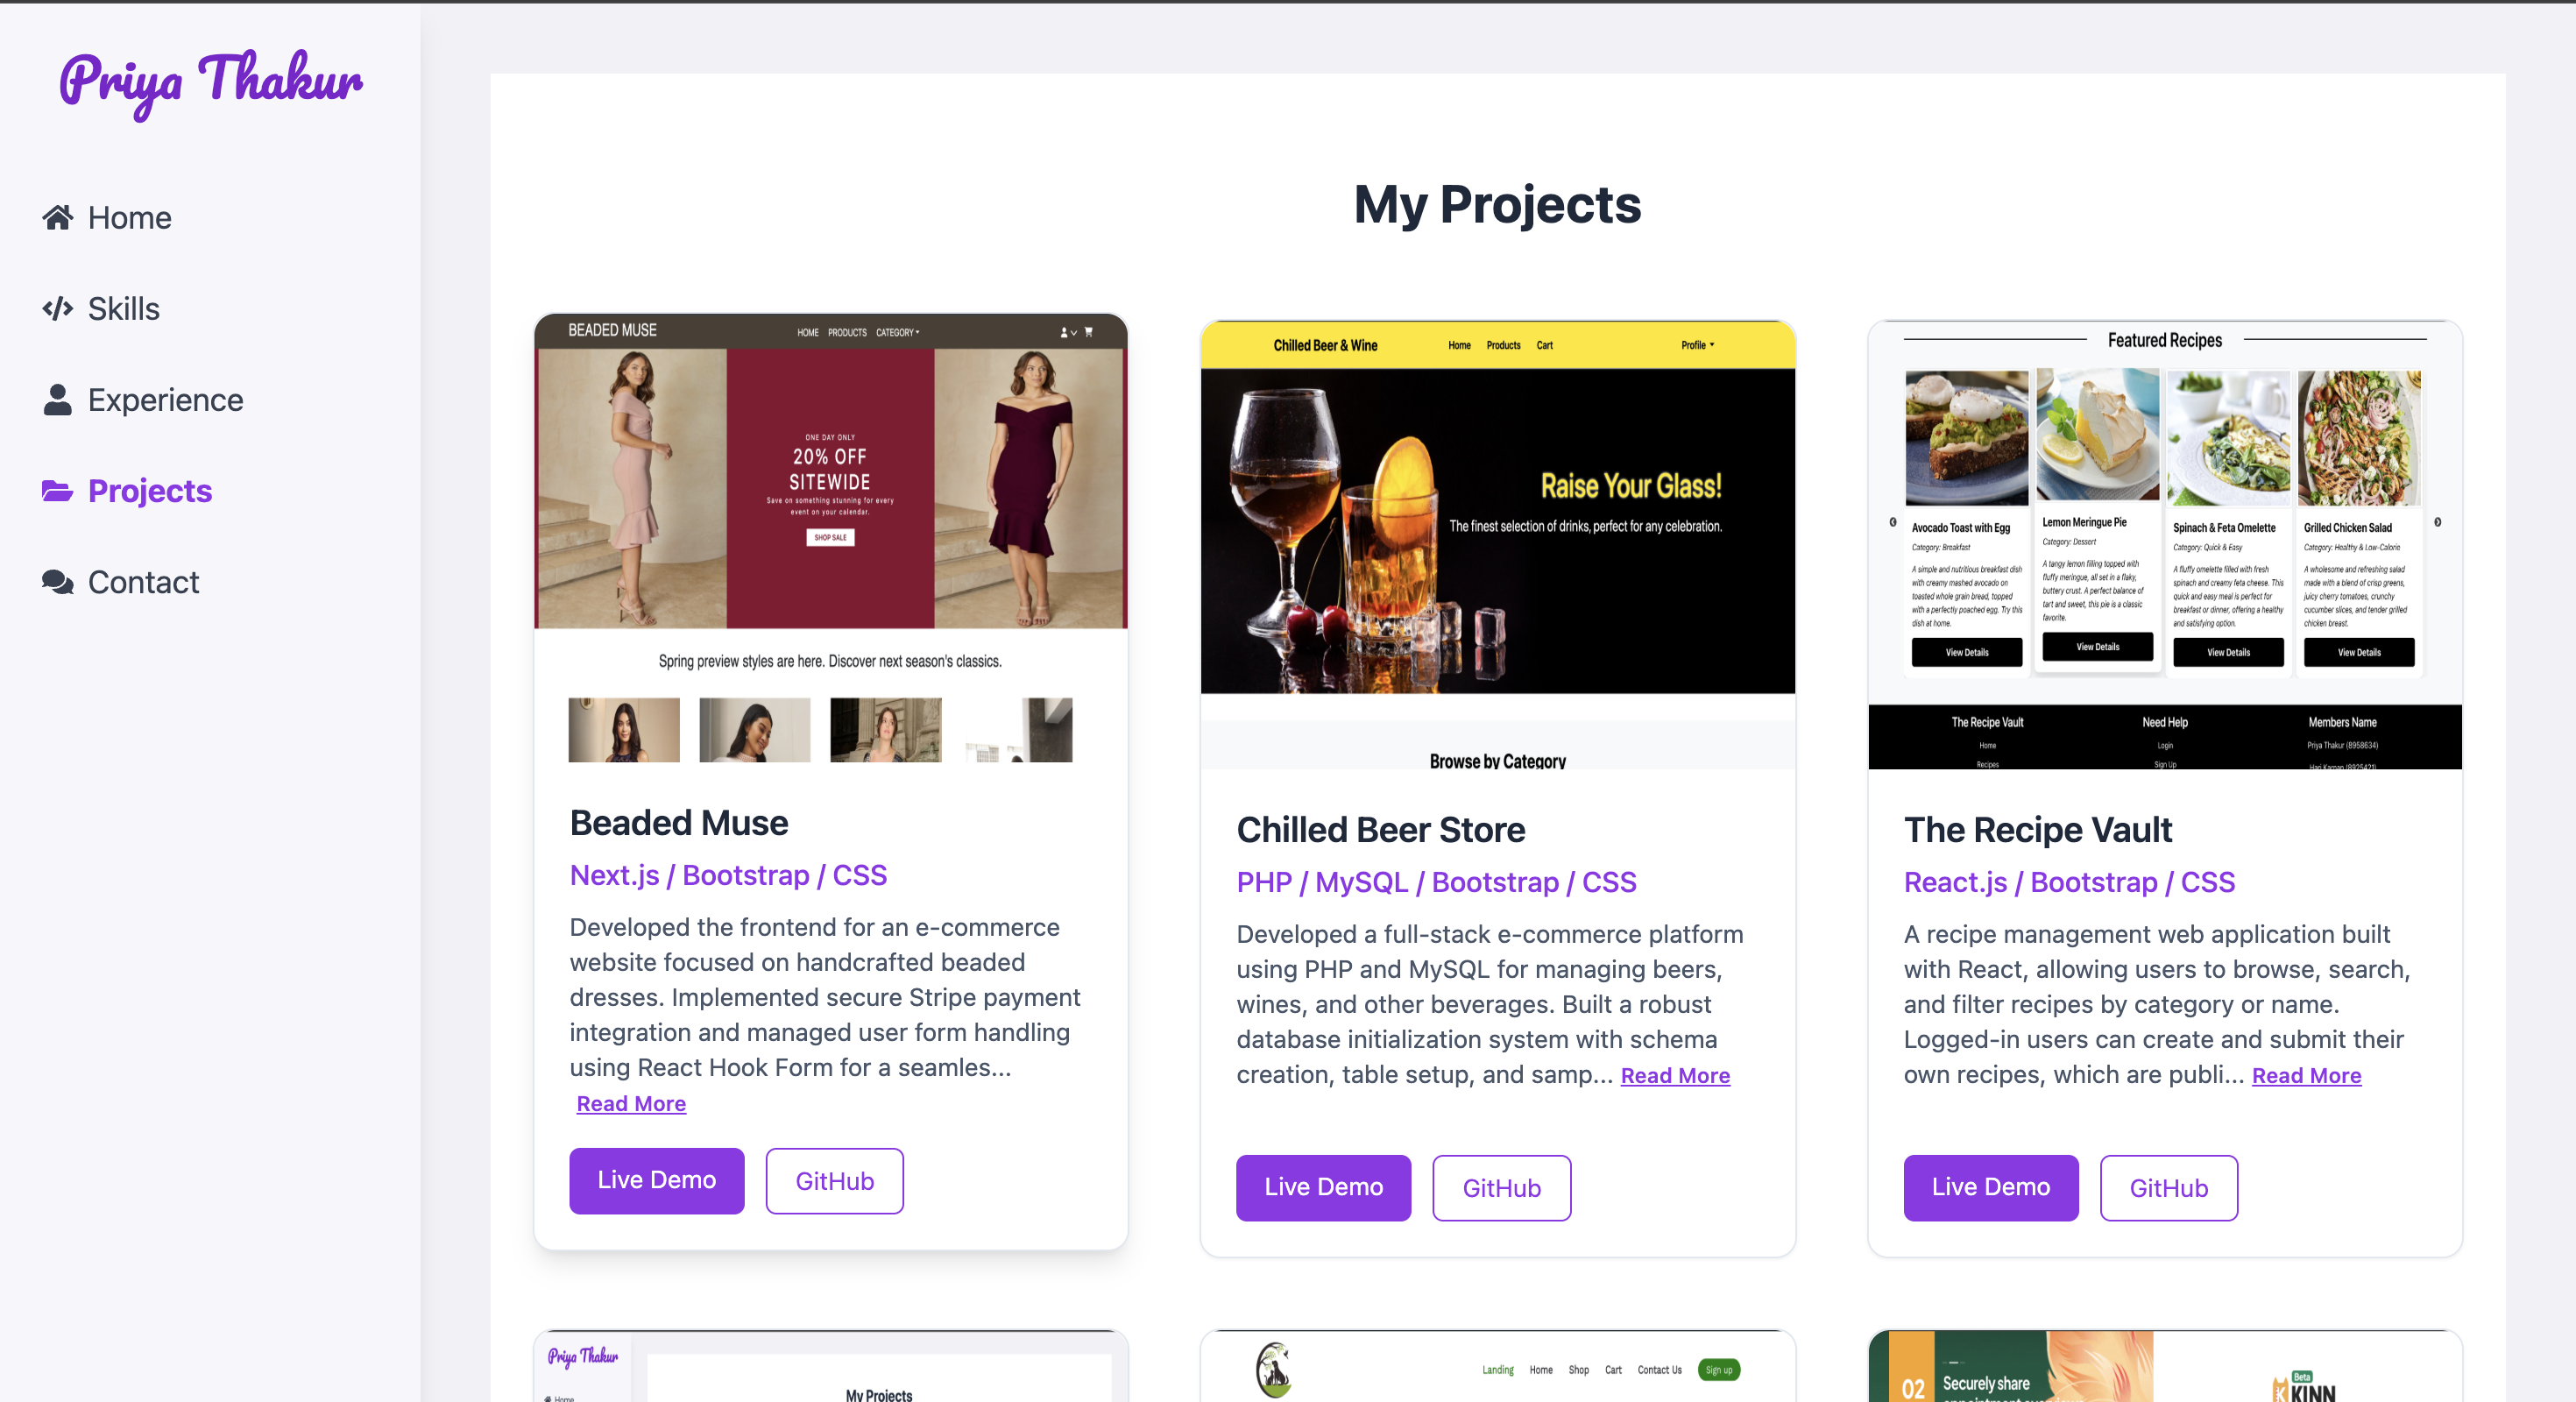 Priya Thakur
Home
Skills
Experience
Projects
Contact
My Projects
BEADED MUSE
HOME PRODUCTS CATEGORY
ONE DAY ONLY
20% OFF
SITEWIDE
Save on something stunning for every
event on your calendar.
SHOP SALE
Spring preview styles are here. Discover next season's classics.
Beaded Muse
Next.js / Bootstrap / CSS
Developed the frontend for an e-commerce
website focused on handcrafted beaded
dresses. Implemented secure Stripe payment
integration and managed user form handling
using React Hook Form for a seamles...
Read More
Live Demo GitHub
Chilled Beer & Wine
Home Products Cart Profile
Raise Your Glass!
The finest selection of drinks, perfect for any celebration.
Browse by Category
Chilled Beer Store
PHP / MySQL / Bootstrap / CSS
Developed a full-stack e-commerce platform
using PHP and MySQL for managing beers,
wines, and other beverages. Built a robust
database initialization system with schema
creation, table setup, and samp... Read More
Live Demo GitHub
Featured Recipes
Avocado Toast with Egg
Category: Breakfast
A simple and nutritious breakfast dish
with creamy mashed avocado on
toasted whole grain bread, topped
with a perfectly poached egg. Try this
dish at home.
View Details
Lemon Meringue Pie
Category: Dessert
A tangy lemon filling topped with
fluffy meringue, all set in a flaky,
buttery crust. A perfect balance of
tart and sweet, this pie is a classic
favorite.
View Details
Spinach & Feta Omelette
Category: Quick & Easy
A fluffy omelette filled with fresh
spinach and creamy feta cheese. This
quick and easy meal is perfect for
breakfast or dinner, offering a healthy
and satisfying option.
View Details
Grilled Chicken Salad
Category: Healthy & Low-Calorie
A wholesome and refreshing salad
made with a blend of crisp greens,
juicy cherry tomatoes, crunchy
cucumber slices, and tender grilled
chicken breast.
View Details
The Recipe Vault Need Help Members Name
Home Login Priya Thakur (8958634)
Recipes Sign Up Hari Karnan (8925421)
The Recipe Vault
React.js / Bootstrap / CSS
A recipe management web application built
with React, allowing users to browse, search,
and filter recipes by category or name.
Logged-in users can create and submit their
own recipes, which are publi... Read More
Live Demo GitHub
Priya Thakur
Home
My Projects
Landing Home Shop Cart Contact Us Sign up
02 Securely share
Beta
KINN